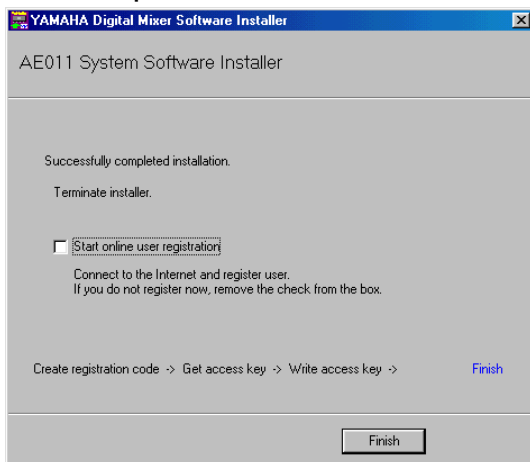 YAMAHA Digital Mixer Software Installer
AE011 System Software Installer
Successfully completed installation.
Terminate installer.
Start online user registration
Connect to the Internet and register user.
If you do not register now, remove the check from the box.
Create registration code -> Get access key -> Write access key -> Finish
Finish